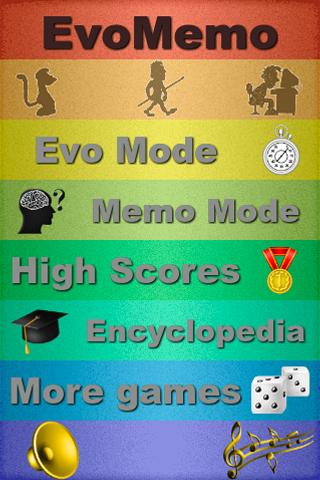 EvoMemo
Evo Mode
Memo Mode
High Scores
Encyclopedia
More games